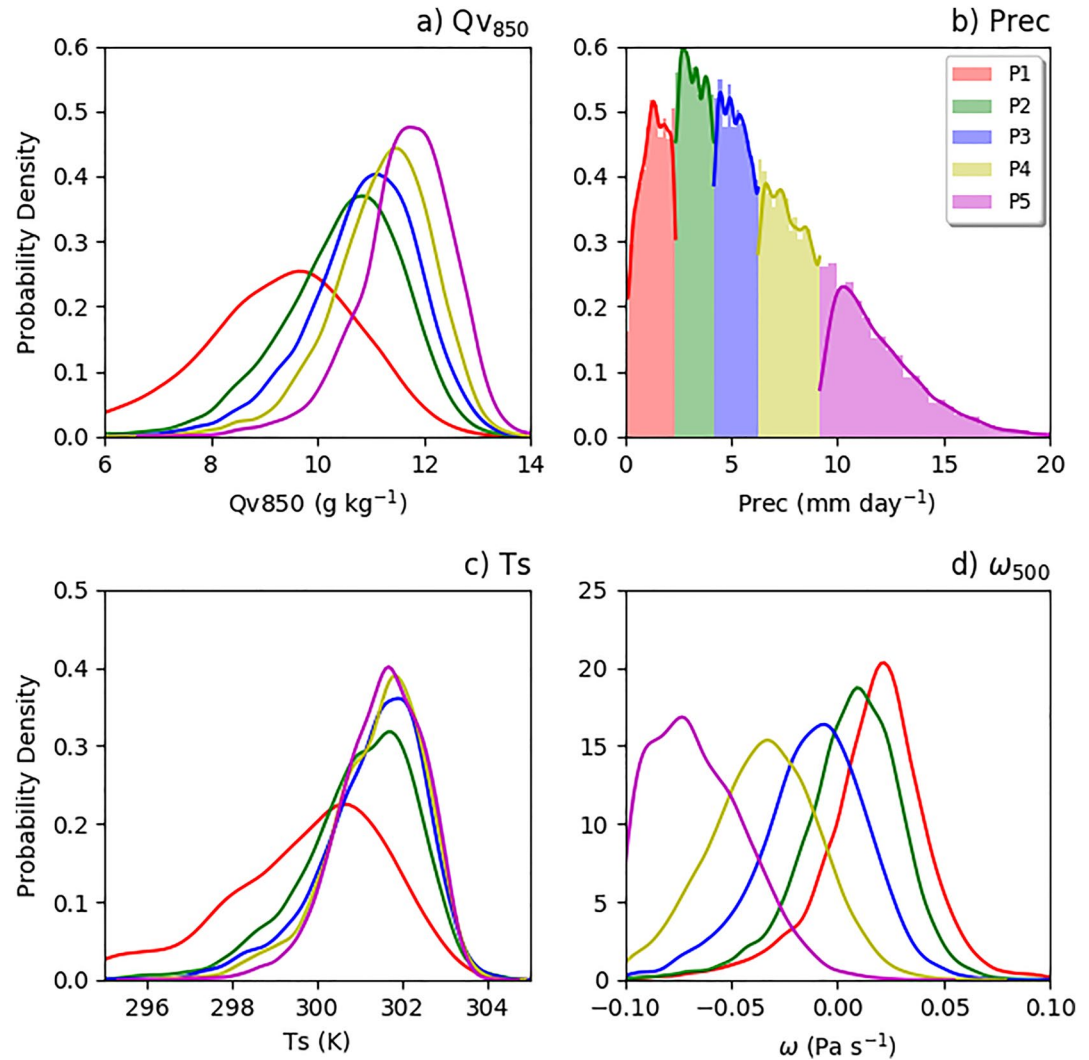 a) Qv₈₅₀
Probability Density
0.6
0.5
0.4
0.3
0.2
0.1
0.0
6 8 10 12 14
Qv850 (g kg⁻¹)
b) Prec
0.6
0.5
0.4
0.3
0.2
0.1
0.0
P1
P2
P3
P4
P5
0 5 10 15 20
Prec (mm day⁻¹)
c) Ts
Probability Density
0.5
0.4
0.3
0.2
0.1
0.0
296 298 300 302 304
Ts (K)
d) ω₅₀₀
25
20
15
10
5
0
−0.10 −0.05 0.00 0.05 0.10
ω (Pa s⁻¹)